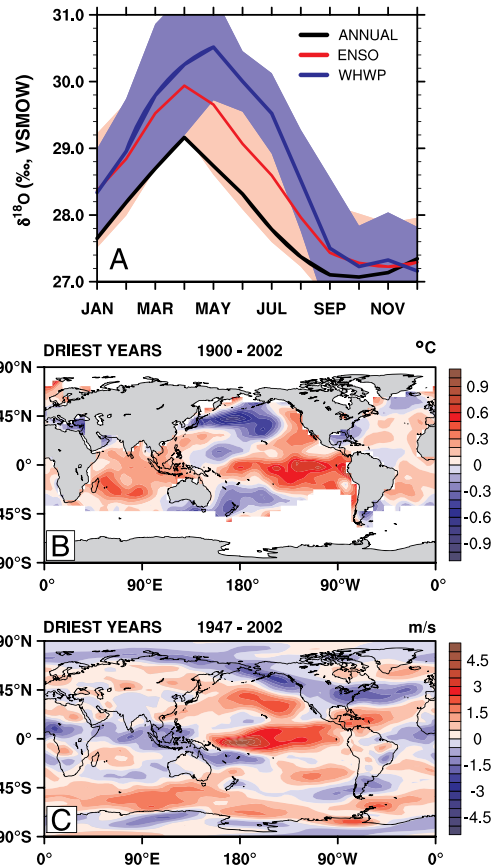 31.0
ANNUAL
ENSO
30.0
WHWP
δ18O (‰, VSMOW)
29.0
28.0
A
27.0
JAN MAR MAY JUL SEP NOV
DRIEST YEARS 1900 - 2002 °C
90°N
0.9
45°N
0.6
0.3
0°
0
-0.3
45°S
-0.6
B
-0.9
90°S
0° 90°E 180° 90°W 0°
DRIEST YEARS 1947 - 2002 m/s
90°N
4.5
45°N
3
1.5
0°
0
-1.5
45°S
-3
C
-4.5
90°S
0° 90°E 180° 90°W 0°